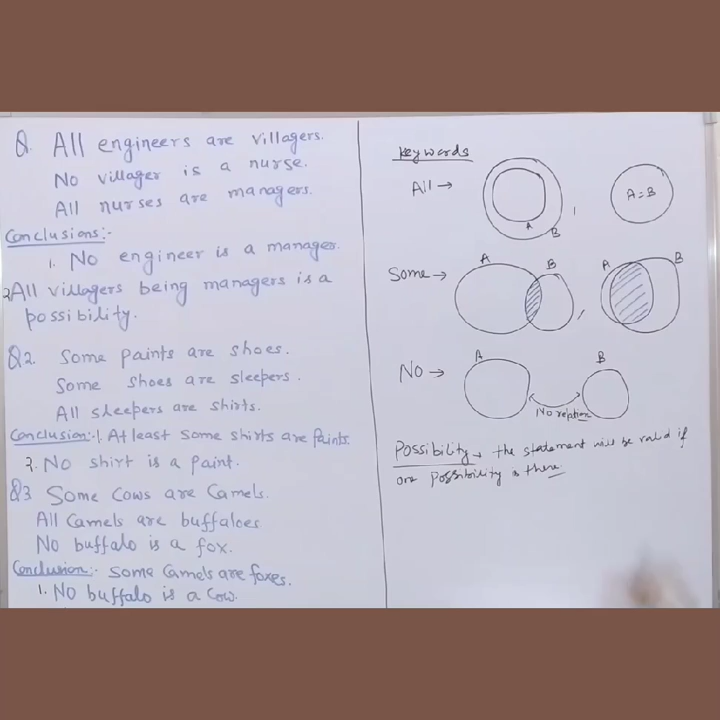 Q. All engineers are villagers.
No villager is a nurse.
All nurses are managers.
Conclusions:-
1. No engineer is a manager.
2. All villagers being managers is a
possibility.
Q2. Some paints are shoes.
Some shoes are sleepers.
All sleepers are shirts.
Conclusion:- 1. At least some shirts are Paints.
2. No shirt is a paint.
Q3 Some Cows are Camels.
All Camels are buffaloes
No buffalo is a fox.
Conclusion:- Some Camels are foxes.
1. No buffalo is a Cow.
Keywords
All →
A
B
A = B
Some →
A
B
A
B
No →
A
B
No
Possibility → the statement will be valid if
one possibility is there